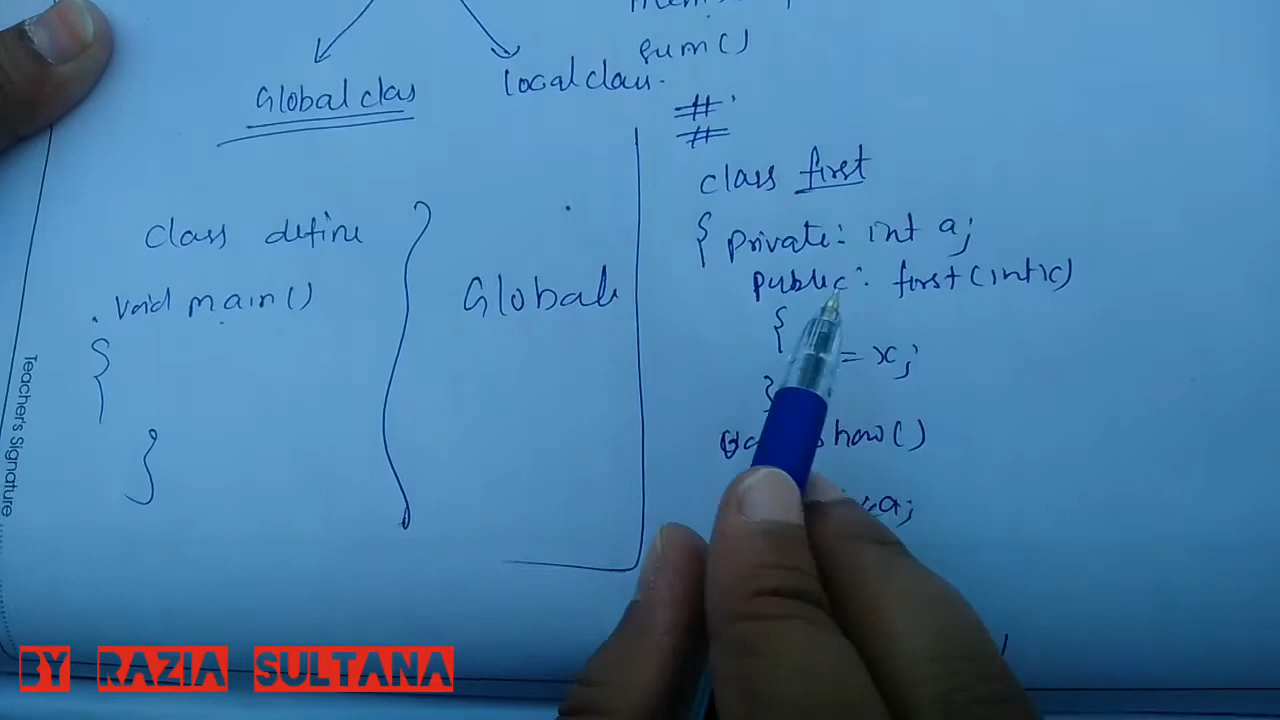 sum()
Global clas
local class.
#
#
class define
void main()
{
}
Global
class first
{ private: int a;
public: first(int x)
{
= x;
}
show()
a;
Teacher's Signature
BY RAZIA SULTANA